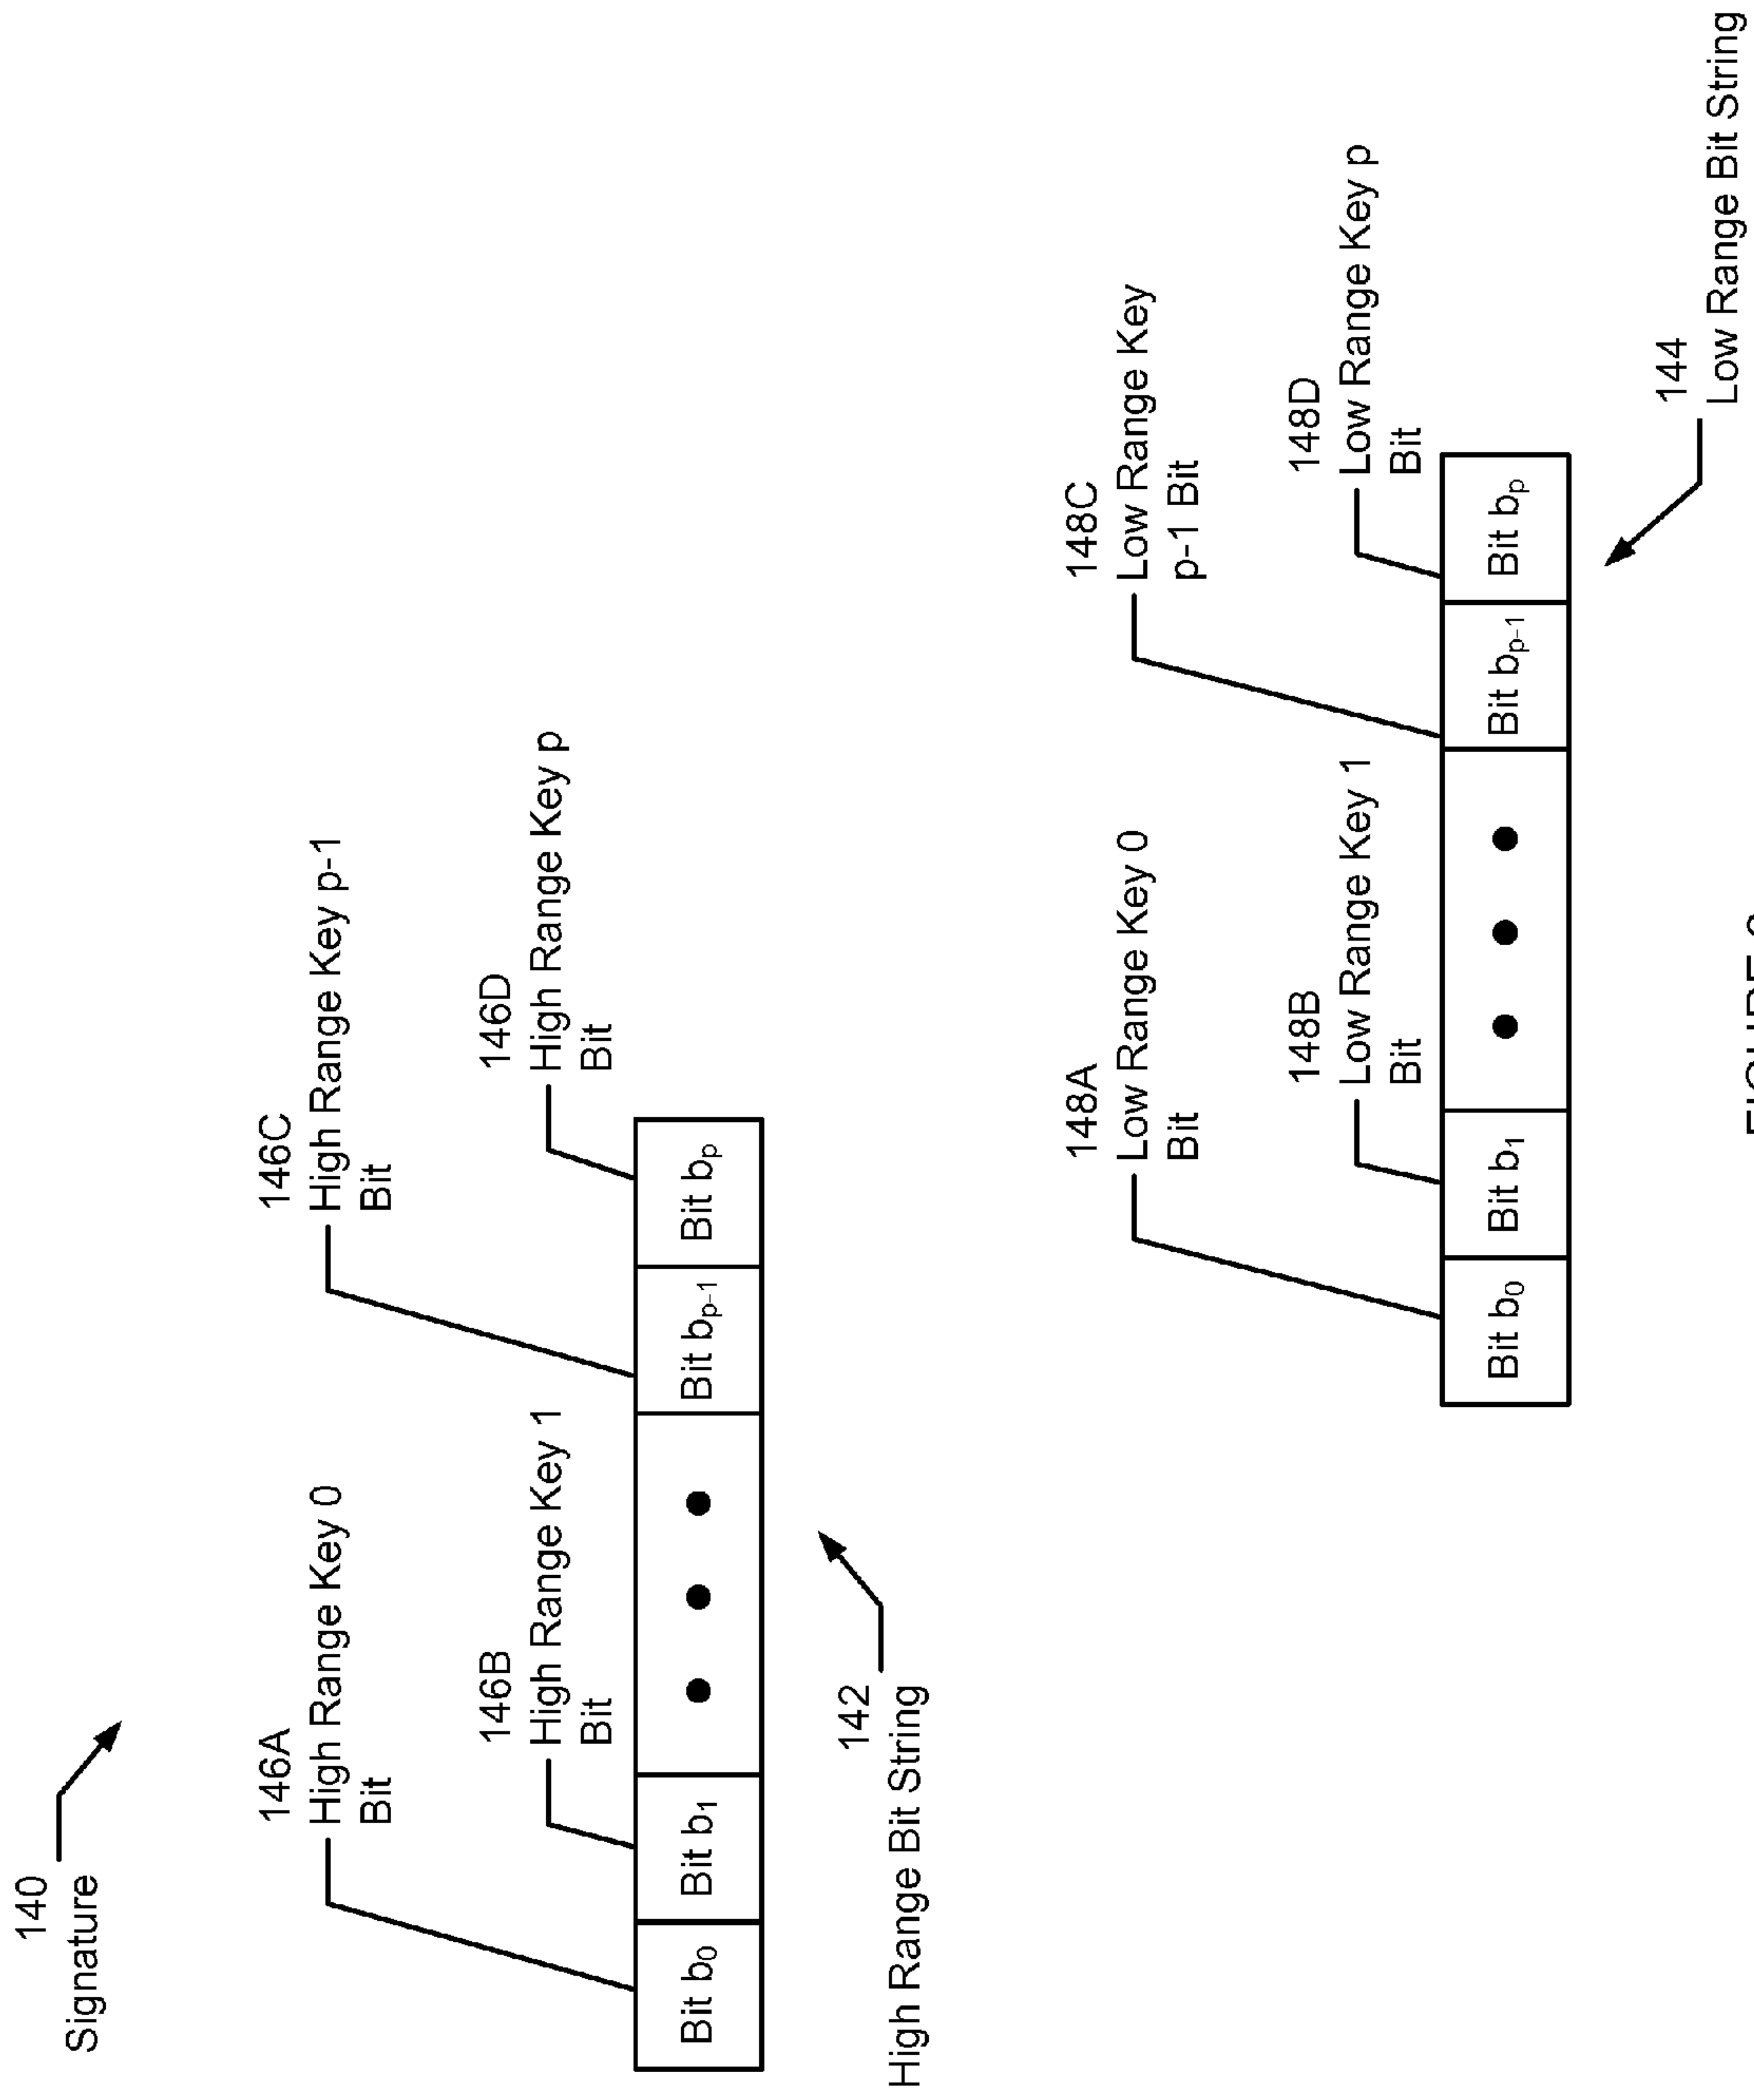 140
Signature
146A
High Range Key 0
Bit
146C
High Range Key p-1
Bit
146B
High Range Key 1
Bit
146D
High Range Key p
Bit
Bit b₀
Bit b₁
Bit bₚ₋₁
Bit bₚ
142
High Range Bit String
148A
Low Range Key 0
Bit
148C
Low Range Key
p-1 Bit
148B
Low Range Key 1
Bit
148D
Low Range Key p
Bit
Bit b₀
Bit b₁
Bit bₚ₋₁
Bit bₚ
144
Low Range Bit String
FIGURE